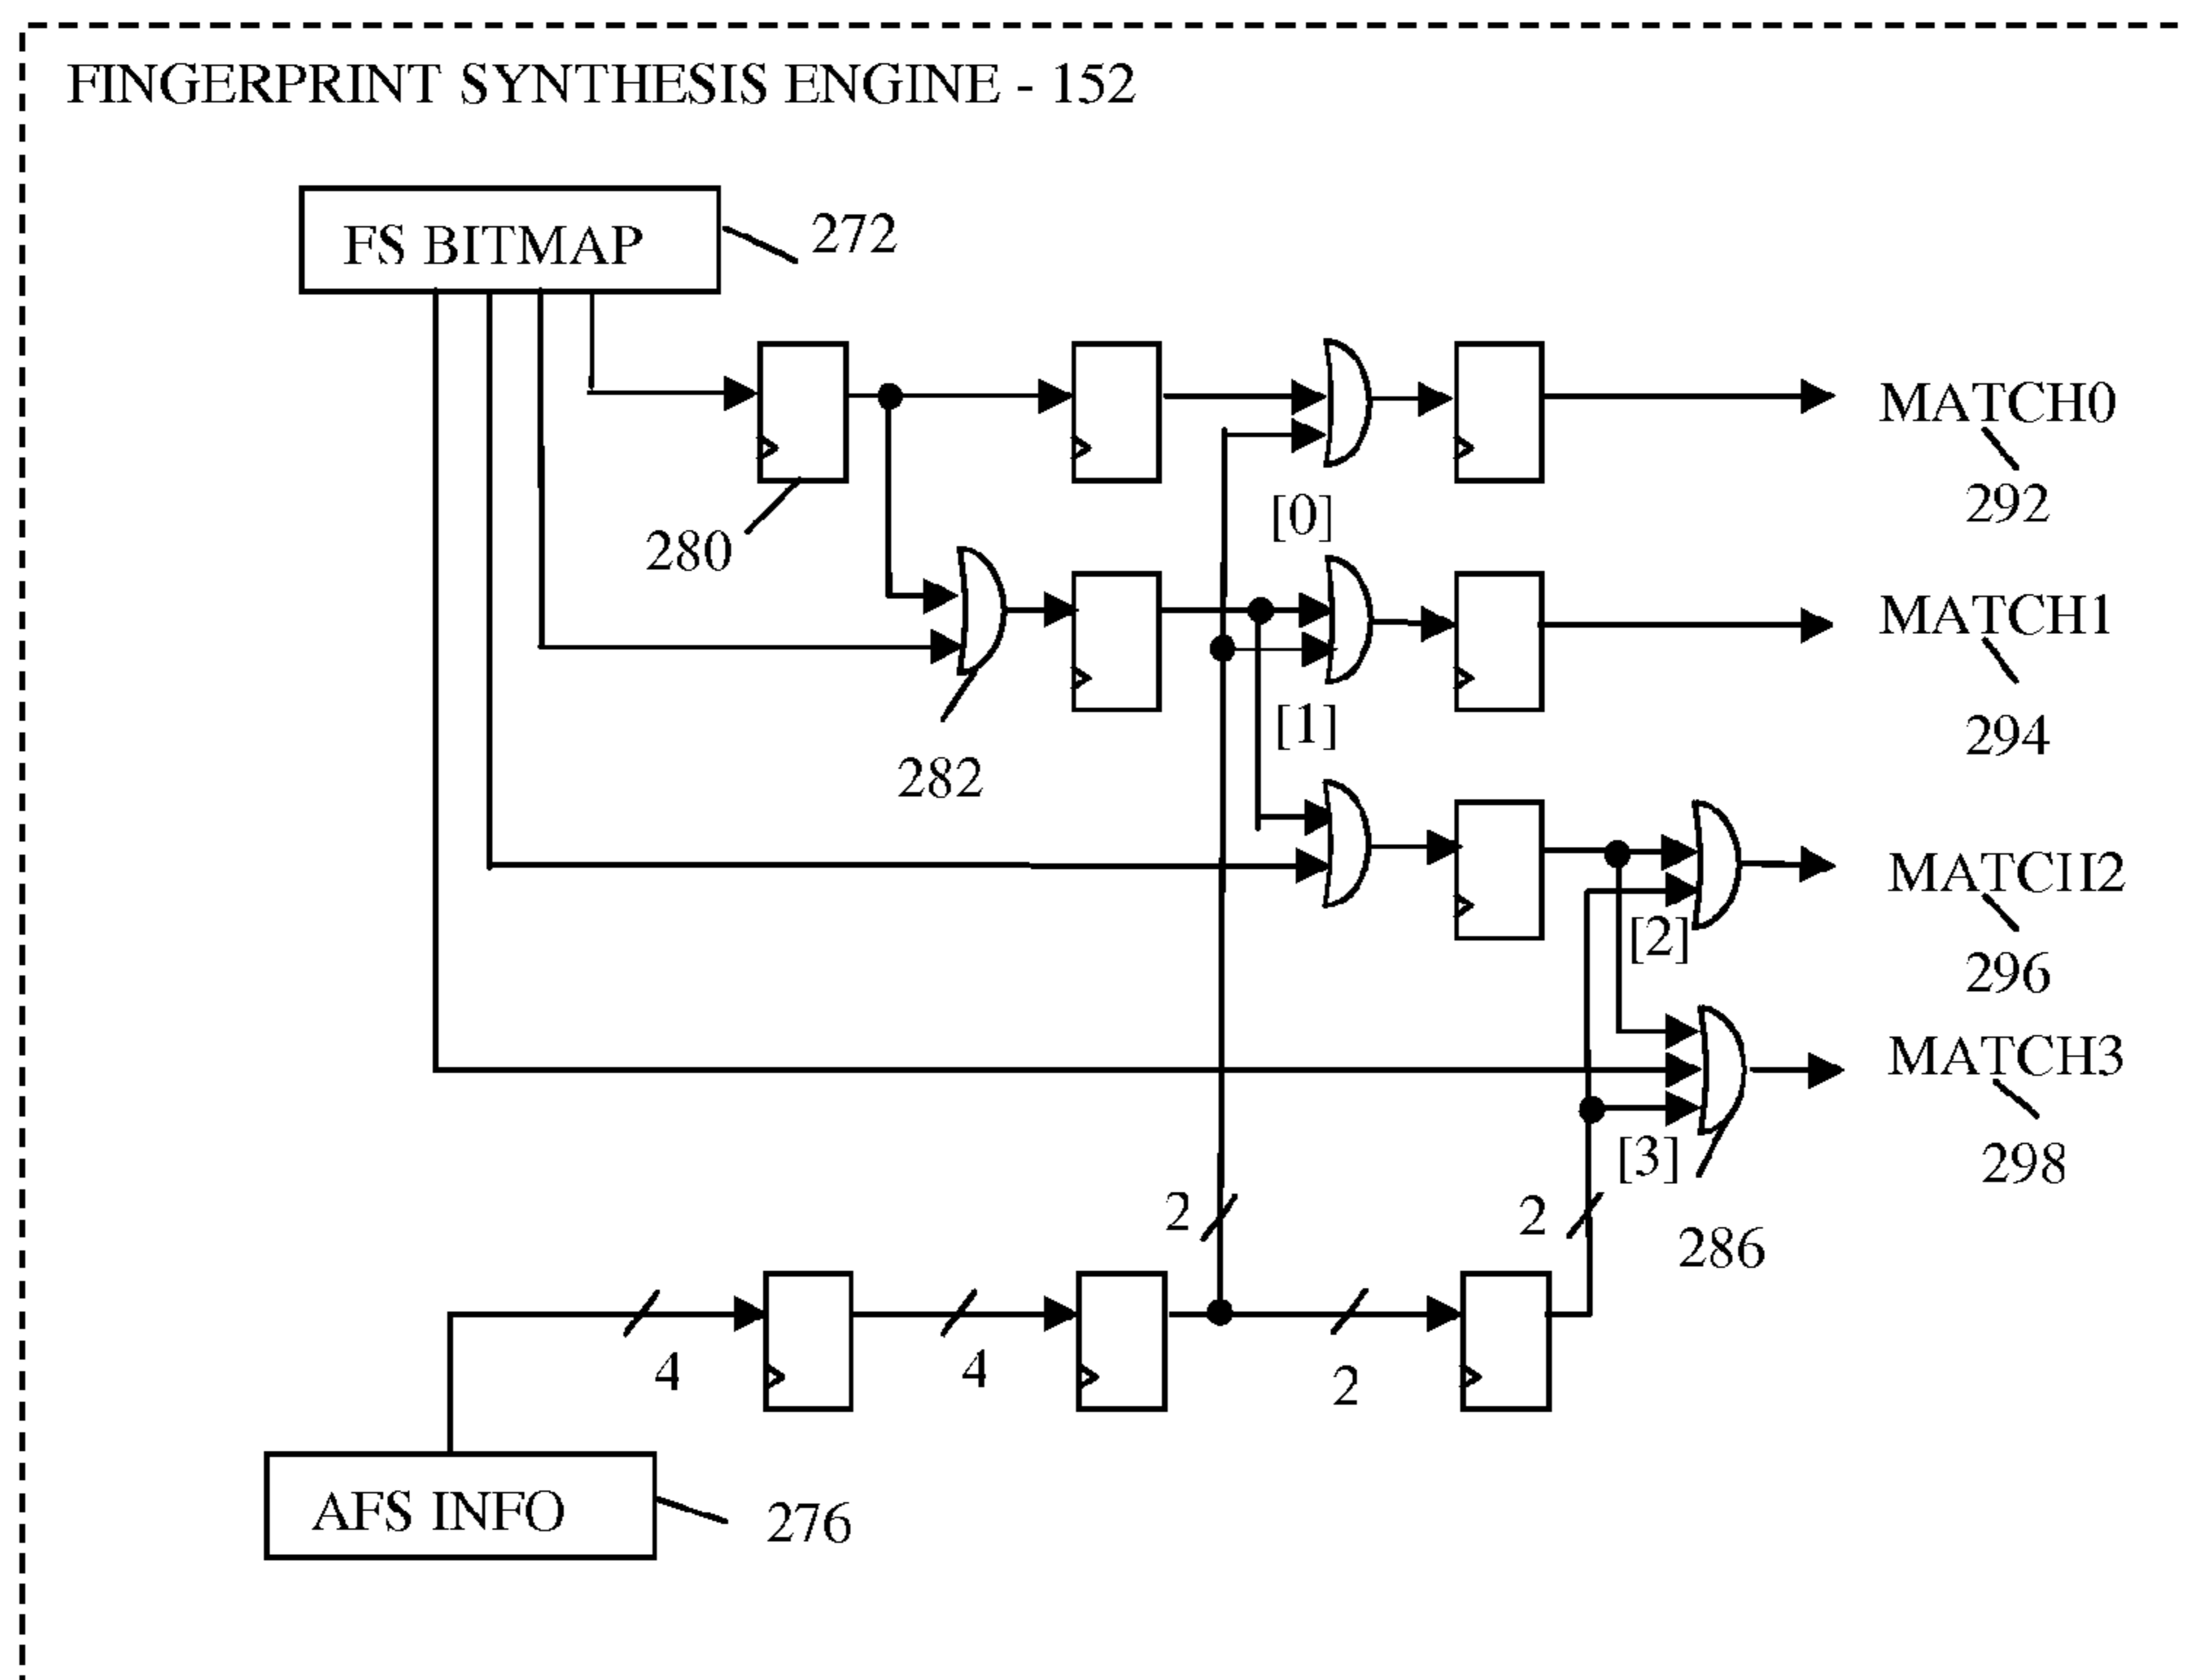 FINGERPRINT SYNTHESIS ENGINE - 152
FS BITMAP
272
MATCH0
292
[0]
280
MATCH1
294
[1]
282
MATCH2
296
[2]
MATCH3
298
[3]
286
2
2
4
4
2
AFS INFO
276